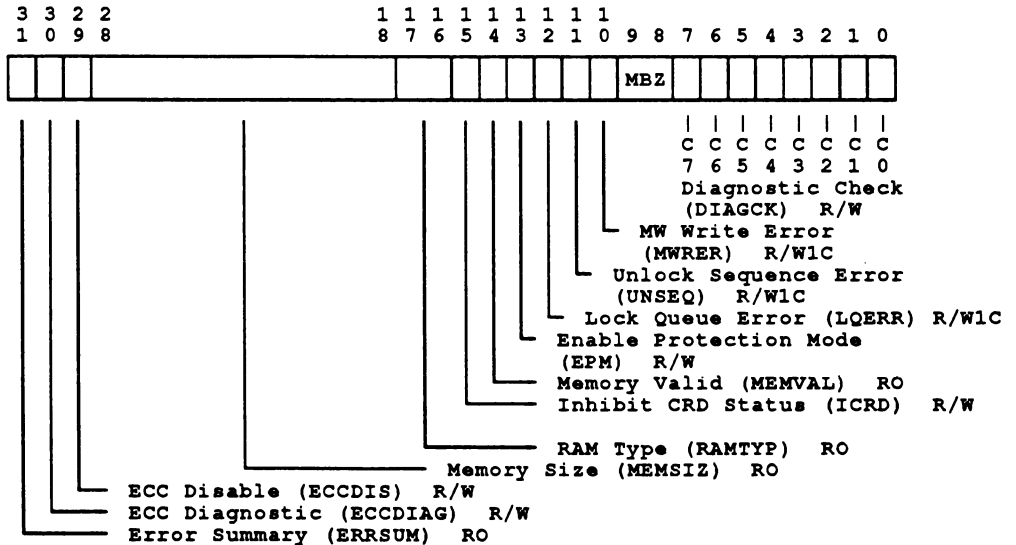 3 3 2 2 1 1 1 1 1 1 1 1 1
1 0 9 8 8 7 6 5 4 3 2 1 0 9 8 7 6 5 4 3 2 1 0
MBZ
C C C C C C C C
7 6 5 4 3 2 1 0
Diagnostic Check
(DIAGCK) R/W
MW Write Error
(MWRER) R/W1C
Unlock Sequence Error
(UNSEQ) R/W1C
Lock Queue Error (LQERR) R/W1C
Enable Protection Mode
(EPM) R/W
Memory Valid (MEMVAL) RO
Inhibit CRD Status (ICRD) R/W
RAM Type (RAMTYP) RO
Memory Size (MEMSIZ) RO
ECC Disable (ECCDIS) R/W
ECC Diagnostic (ECCDIAG) R/W
Error Summary (ERRSUM) RO